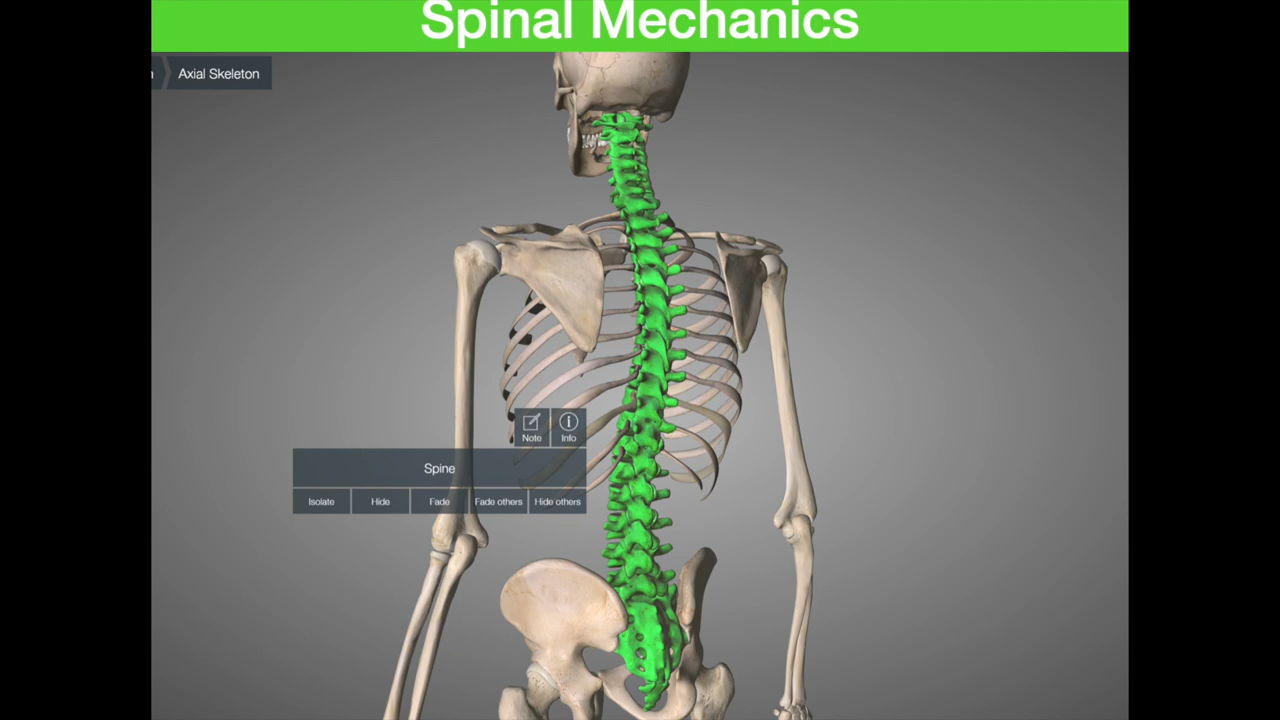 Spinal Mechanics
Axial Skeleton
Note Info
Spine
Isolate Hide Fade Fade others Hide others